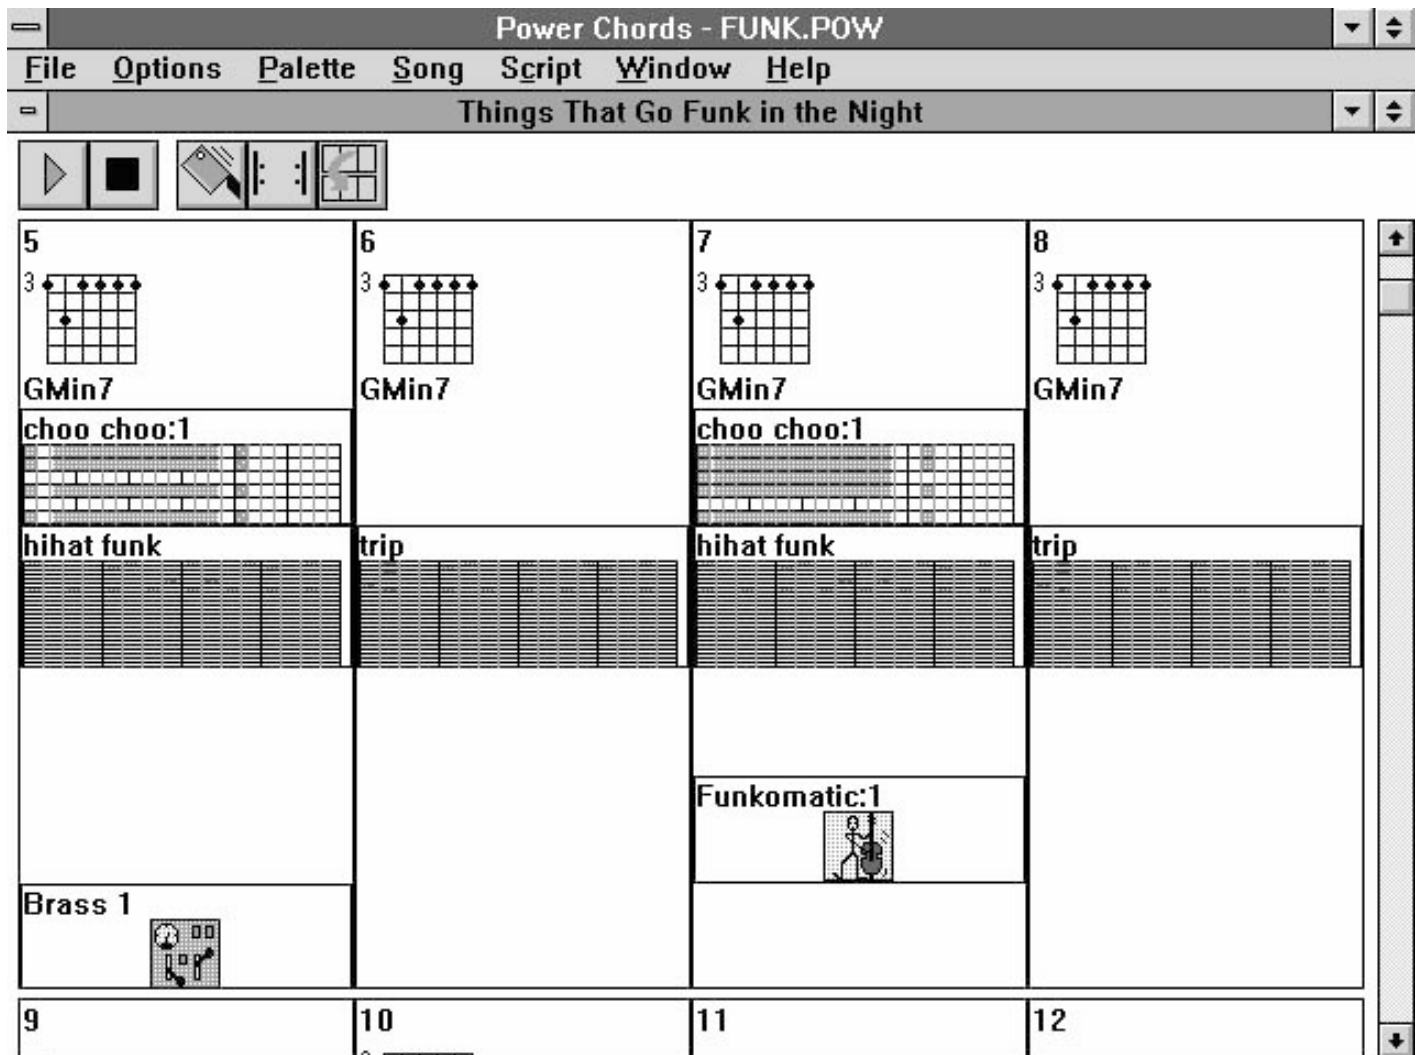 Power Chords - FUNK.POW
File Options Palette Song Script Window Help
Things That Go Funk in the Night
5 6 7 8
3 3 3 3
GMin7 GMin7 GMin7 GMin7
choo choo:1 choo choo:1
hihat funk trip hihat funk trip
Funkomatic:1
Brass 1
9 10 11 12